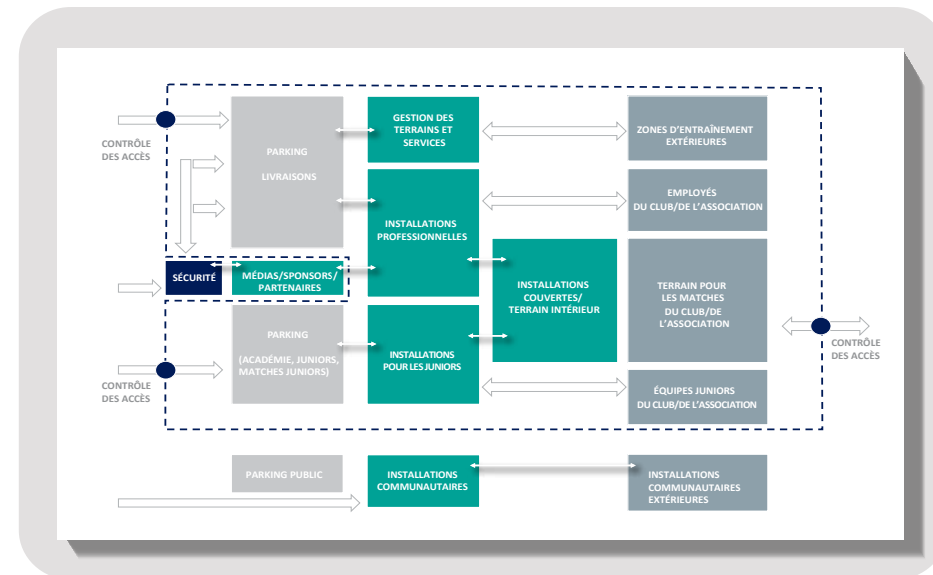 GESTION DES
TERRAINS ET
SERVICES
ZONES D'ENTRAÎNEMENT
EXTÉRIEURES
CONTRÔLE
DES ACCÈS
PARKING
LIVRAISONS
EMPLOYÉS
DU CLUB/DE L'ASSOCIATION
INSTALLATIONS
PROFESSIONNELLES
SÉCURITÉ
MÉDIAS/SPONSORS/
PARTENAIRES
INSTALLATIONS
COUVERTES/
TERRAIN INTÉRIEUR
TERRAIN POUR
LES MATCHES
DU CLUB/DE
L'ASSOCIATION
CONTRÔLE
DES ACCÈS
PARKING
(ACADÉMIE, JUNIORS,
MATCHES JUNIORS)
INSTALLATIONS
POUR LES JUNIORS
CONTRÔLE
DES ACCÈS
ÉQUIPES JUNIORS
DU CLUB/DE L'ASSOCIATION
PARKING PUBLIC
INSTALLATIONS
COMMUNAUTAIRES
INSTALLATIONS
COMMUNAUTAIRES
EXTÉRIEURES